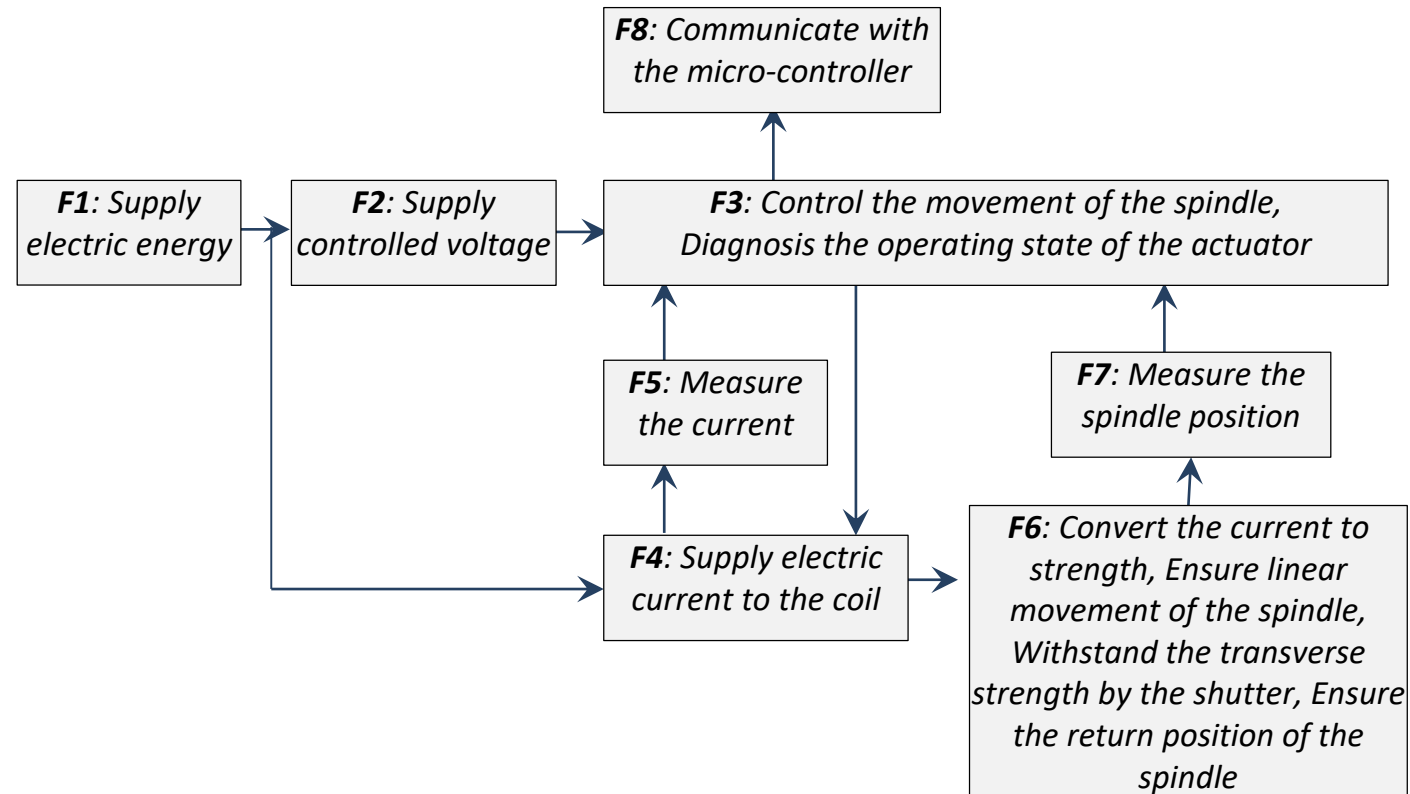 F8: Communicate with
the micro-controller
F1: Supply
electric energy
F2: Supply
controlled voltage
F3: Control the movement of the spindle,
Diagnosis the operating state of the actuator
F5: Measure
the current
F7: Measure the
spindle position
F4: Supply electric
current to the coil
F6: Convert the current to
strength, Ensure linear
movement of the spindle,
Withstand the transverse
strength by the shutter, Ensure
the return position of the
spindle